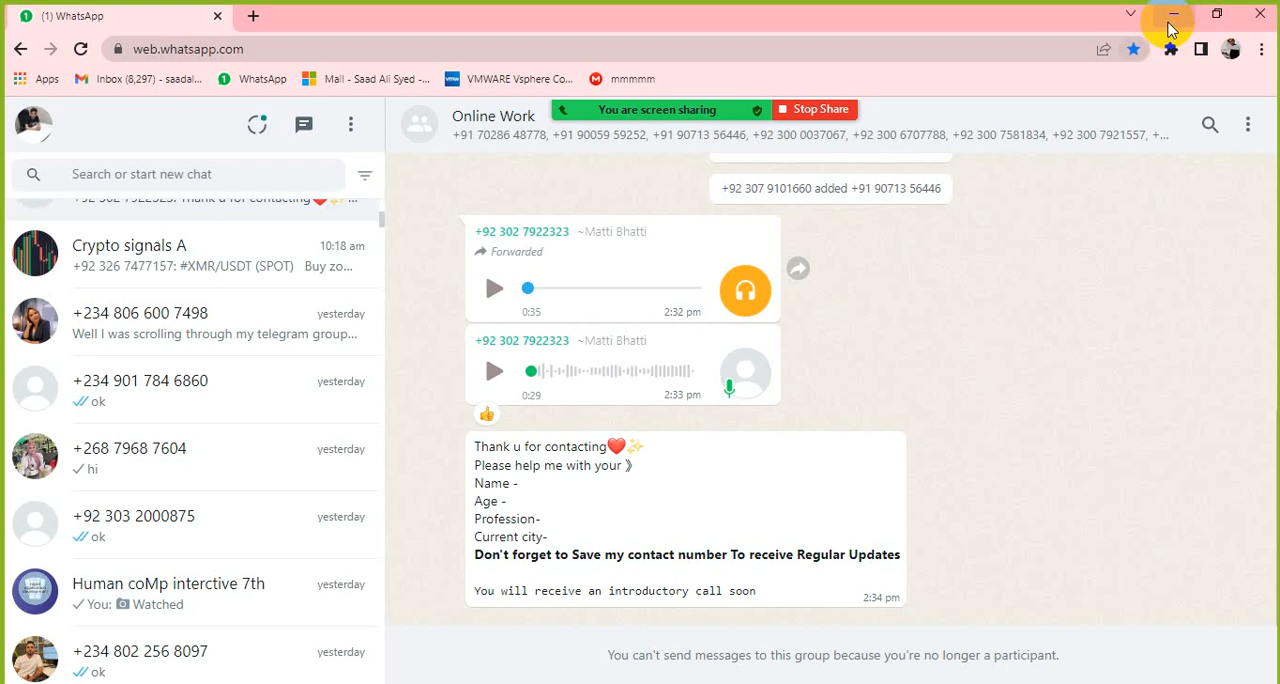 (1) WhatsApp
web.whatsapp.com
Apps
Inbox (8,297) - saadal...
WhatsApp
Mail - Saad Ali Syed -...
vmw
VMWARE Vsphere Co...
M
mmmmm
Online Work
You are screen sharing
Stop Share
+91 70286 48778, +91 90059 59252, +91 90713 56446, +92 300 0037067, +92 300 6707788, +92 300 7581834, +92 300 7921557, +...
Search or start new chat
+92 302 7922323: Thank u for contacting❤️✨...
Crypto signals A
10:18 am
+92 326 7477157: #XMR/USDT (SPOT) Buy zo...
+234 806 600 7498
yesterday
Well I was scrolling through my telegram group...
+234 901 784 6860
yesterday
ok
+268 7968 7604
yesterday
hi
+92 303 2000875
yesterday
ok
Human coMp interctive 7th
yesterday
You: Watched
+234 802 256 8097
yesterday
ok
+92 307 9101660 added +91 90713 56446
+92 302 7922323 ~Matti Bhatti
Forwarded
0:35
2:32 pm
+92 302 7922323 ~Matti Bhatti
0:29
2:33 pm
Thank u for contacting❤️✨
Please help me with your 》
Name -
Age -
Profession-
Current city-
Don't forget to Save my contact number To receive Regular Updates
You will receive an introductory call soon
2:34 pm
You can't send messages to this group because you're no longer a participant.